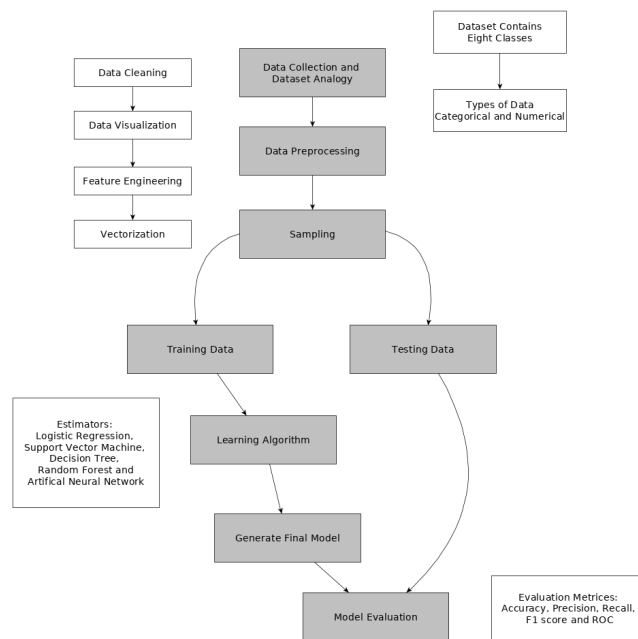 Dataset Contains
Eight Classes
Data Cleaning
Data Collection and
Dataset Analogy
Types of Data
Categorical and Numerical
Data Visualization
Data Preprocessing
Feature Engineering
Vectorization
Sampling
Training Data
Testing Data
Estimators:
Logistic Regression,
Support Vector Machine,
Decision Tree,
Random Forest and
Artifical Neural Network
Learning Algorithm
Generate Final Model
Evaluation Metrices:
Accuracy, Precision, Recall,
F1 score and ROC
Model Evaluation